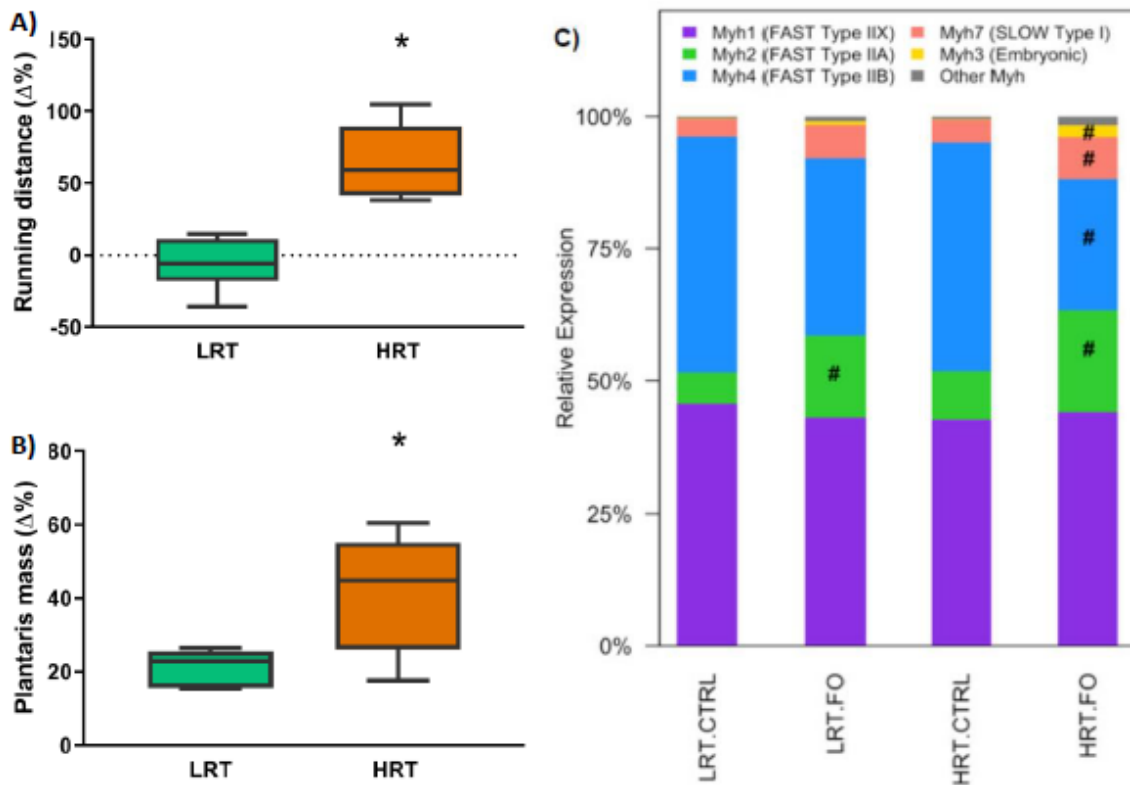 A)
150
100
50
0
-50
Running distance (Δ%)
*
LRT HRT
B)
80
60
40
20
0
Plantaris mass (Δ%)
*
LRT HRT
C)
Myh1 (FAST Type IIX) Myh7 (SLOW Type I)
Myh2 (FAST Type IIA) Myh3 (Embryonic)
Myh4 (FAST Type IIB) Other Myh
100%
75%
50%
25%
0%
Relative Expression
#
#
#
#
#
LRT.CTRL
LRT.FO
HRT.CTRL
HRT.FO